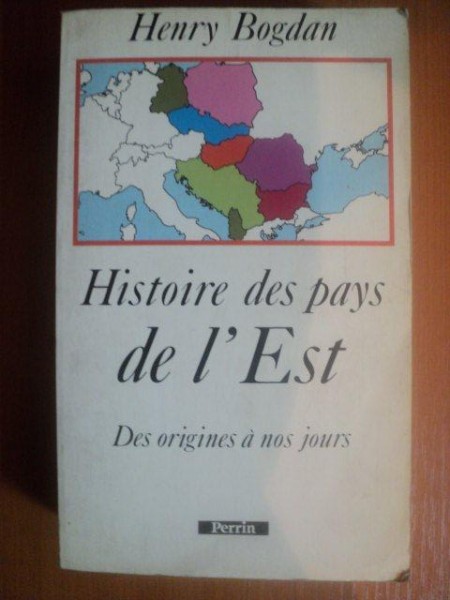 Henry Bogdan
Histoire des pays
de l'Est
Des origines à nos jours
Perrin